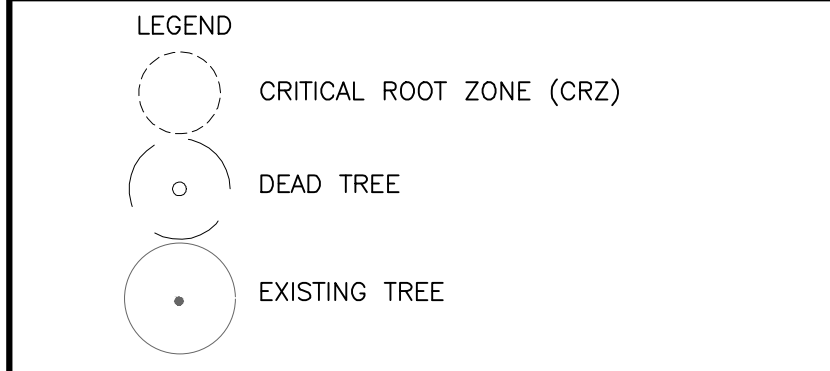 LEGEND
CRITICAL ROOT ZONE (CRZ)
DEAD TREE
EXISTING TREE